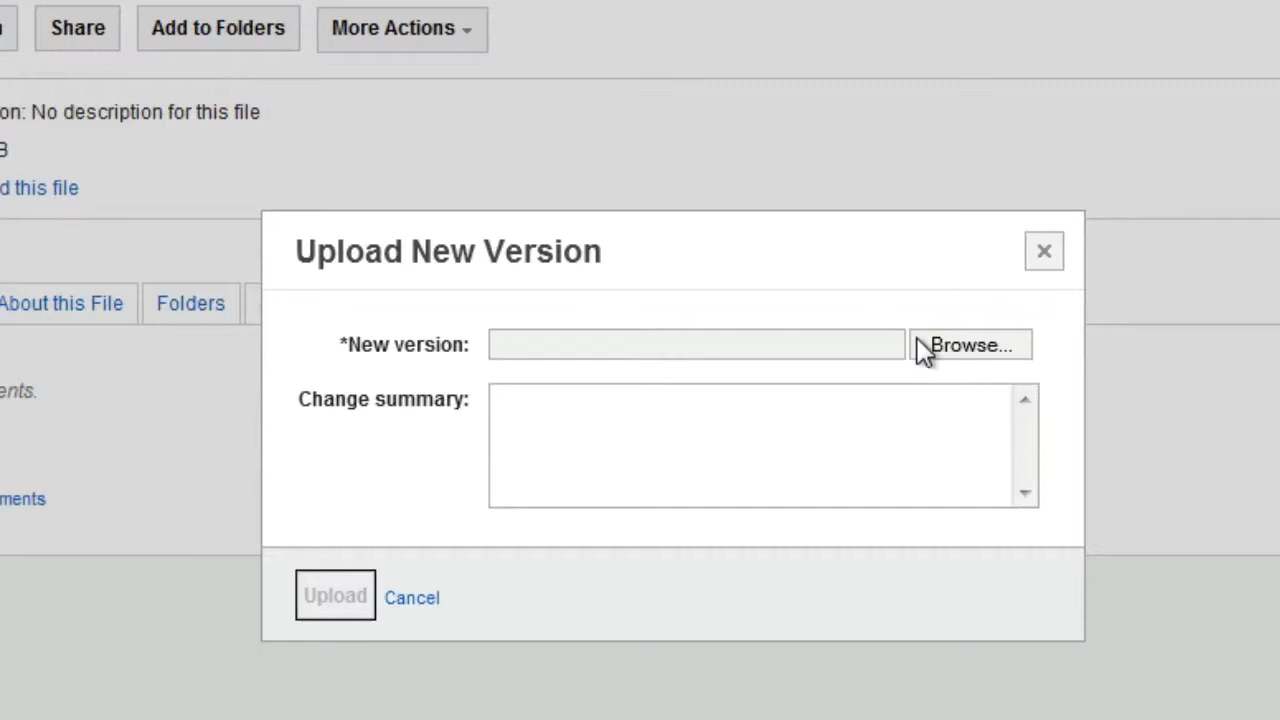 Share Add to Folders More Actions
on: No description for this file
B
d this file
Upload New Version
About this File Folders
*New version: Browse...
ents.
Change summary:
ments
Upload Cancel